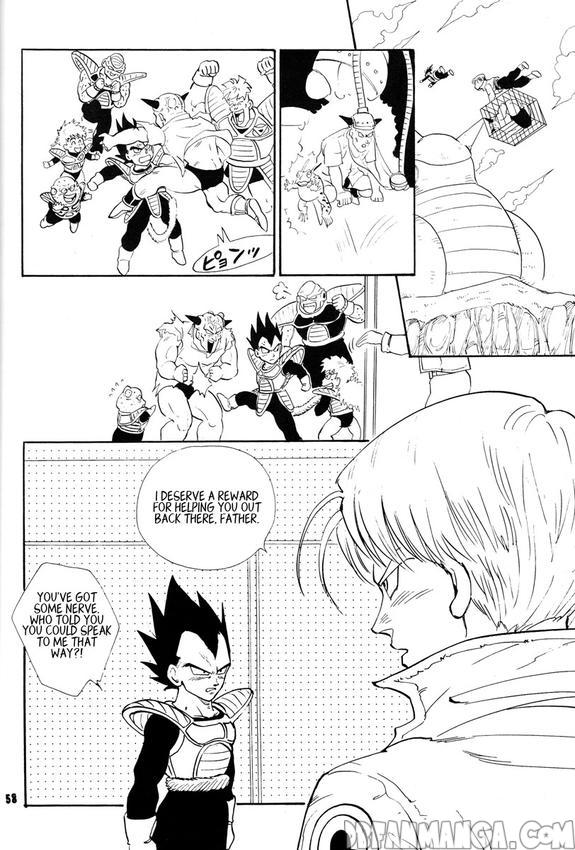 ピョンッ
I DESERVE A REWARD
FOR HELPING YOU OUT
BACK THERE, FATHER.
YOU'VE GOT
SOME NERVE.
WHO TOLD YOU
YOU COULD SPEAK
TO ME THAT
WAY?!
58
DBFANMANGA.COM